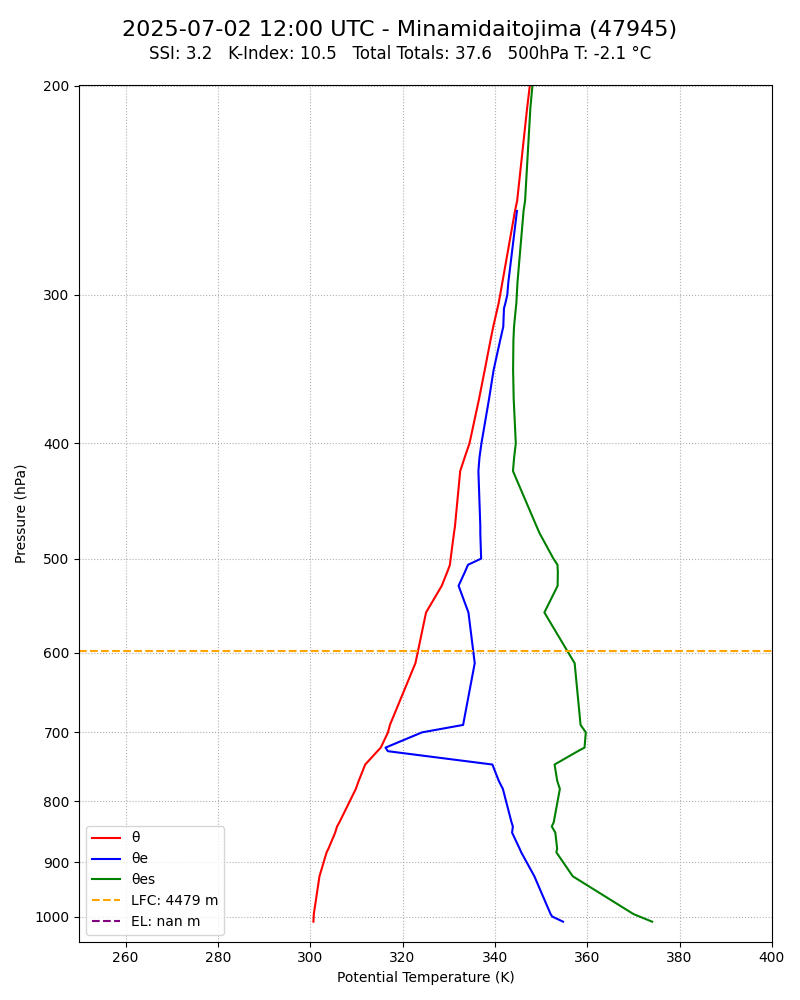 2025-07-02 12:00 UTC - Minamidaitojima (47945)
SSI: 3.2   K-Index: 10.5   Total Totals: 37.6   500hPa T: -2.1 °C
200
300
400
500
600
700
800
900
1000
Pressure (hPa)
θ
θe
θes
LFC: 4479 m
EL: nan m
260
280
300
320
340
360
380
400
Potential Temperature (K)